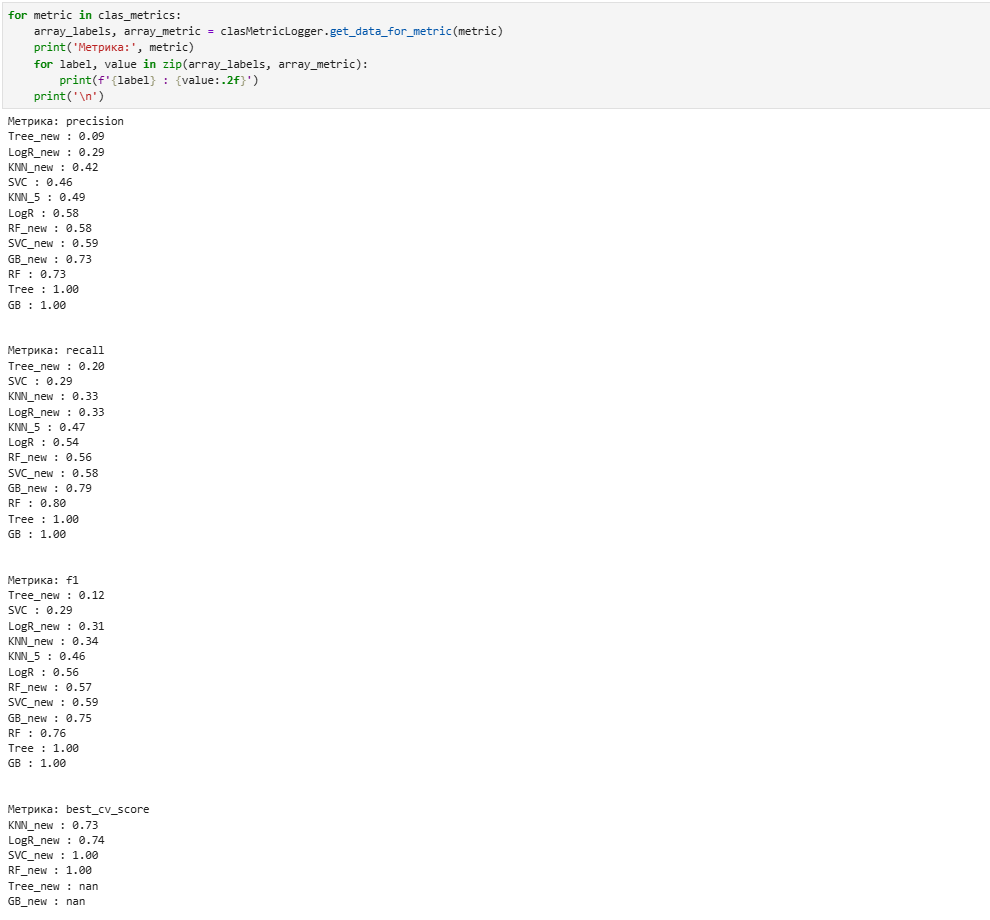 for metric in clas_metrics:
    array_labels, array_metric = clasMetricLogger.get_data_for_metric(metric)
    print('Метрика:', metric)
    for label, value in zip(array_labels, array_metric):
        print(f'{label} : {value:.2f}')
    print('\n')
Метрика: precision
Tree_new : 0.09
LogR_new : 0.29
KNN_new : 0.42
SVC : 0.46
KNN_5 : 0.49
LogR : 0.58
RF_new : 0.58
SVC_new : 0.59
GB_new : 0.73
RF : 0.73
Tree : 1.00
GB : 1.00
Метрика: recall
Tree_new : 0.20
SVC : 0.29
KNN_new : 0.33
LogR_new : 0.33
KNN_5 : 0.47
LogR : 0.54
RF_new : 0.56
SVC_new : 0.58
GB_new : 0.79
RF : 0.80
Tree : 1.00
GB : 1.00
Метрика: f1
Tree_new : 0.12
SVC : 0.29
LogR_new : 0.31
KNN_new : 0.34
KNN_5 : 0.46
LogR : 0.56
RF_new : 0.57
SVC_new : 0.59
GB_new : 0.75
RF : 0.76
Tree : 1.00
GB : 1.00
Метрика: best_cv_score
KNN_new : 0.73
LogR_new : 0.74
SVC_new : 1.00
RF_new : 1.00
Tree_new : nan
GB_new : nan